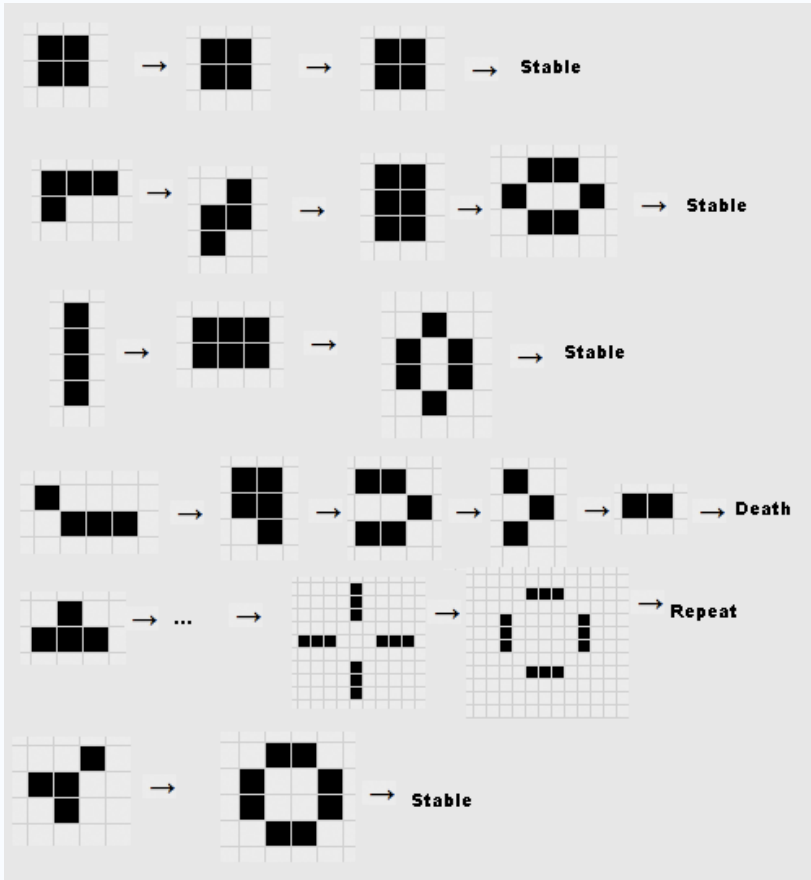 → → → Stable
→ → → → Stable
→ → → Stable
→ → → → → Death
→ ... → → → Repeat
→ → Stable